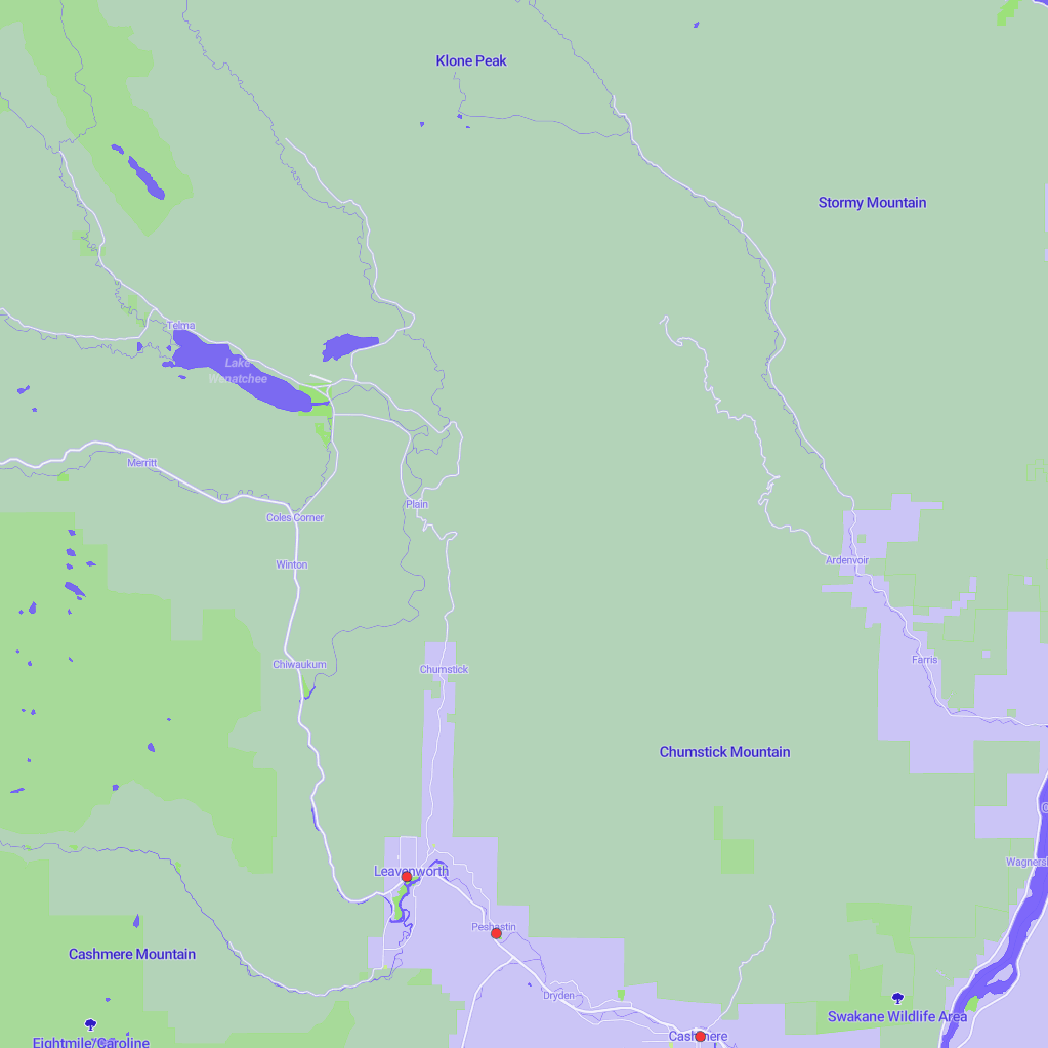 Klone Peak
Stormy Mountain
Telma
Lake
Wenatchee
Merritt
Plain
Coles Corner
Winton
Ardenvoir
Farris
Chiwaukum
Chumstick
Chumstick Mountain
Leavenworth
Peshastin
Cashmere Mountain
Dryden
Swakane Wildlife Area
Cashmere
Eightmile/Caroline